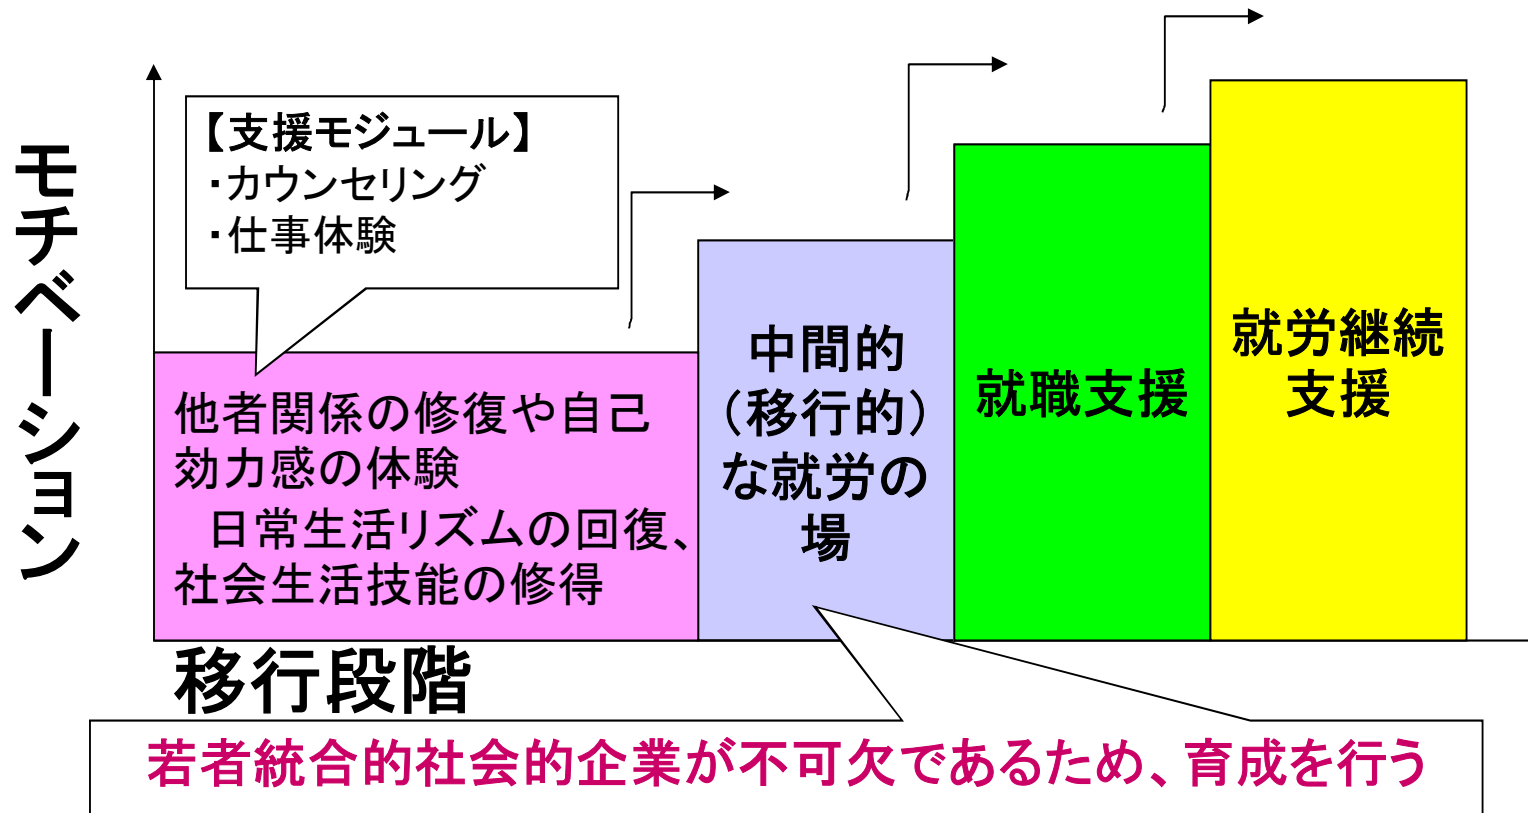 モチベーション
【支援モジュール】
・カウンセリング
・仕事体験
他者関係の修復や自己
効力感の体験
日常生活リズムの回復、
社会生活技能の修得
中間的
（移行的）
な就労の
場
就職支援
就労継続
支援
移行段階
若者統合的社会的企業が不可欠であるため、育成を行う